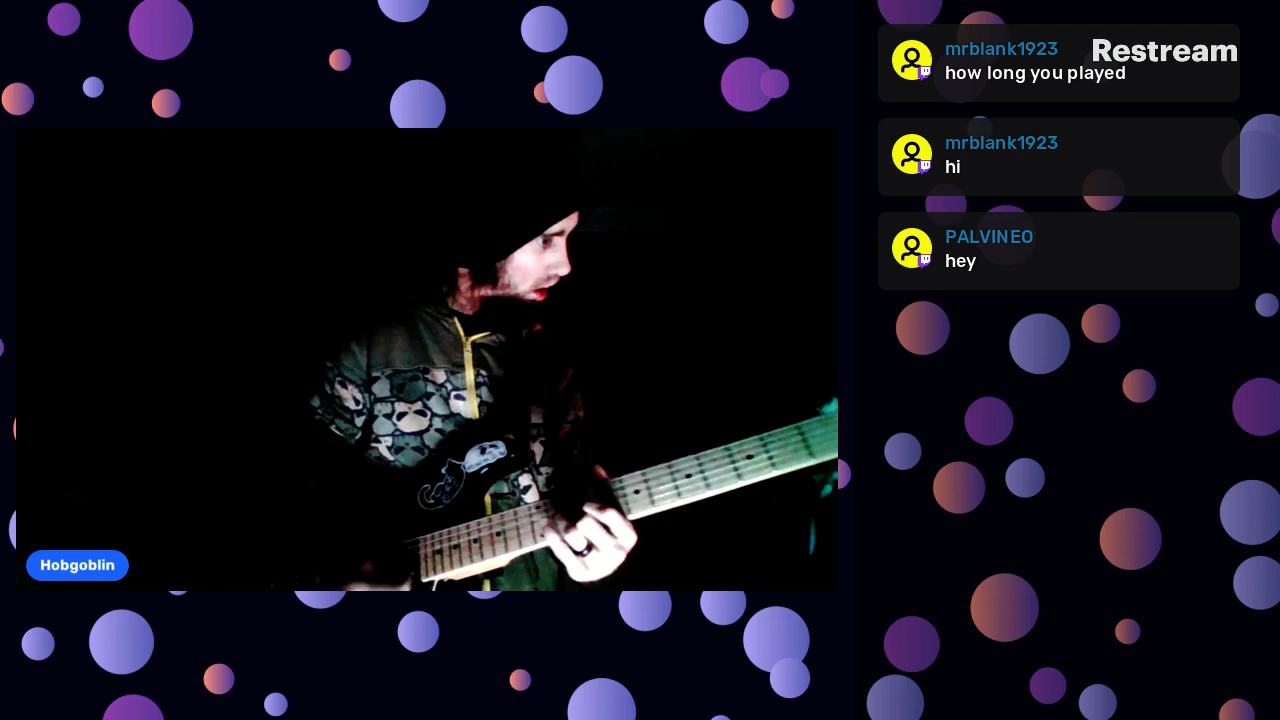 mrblank1923
Restream
how long you played
mrblank1923
hi
PALVINEO
hey
Hobgoblin